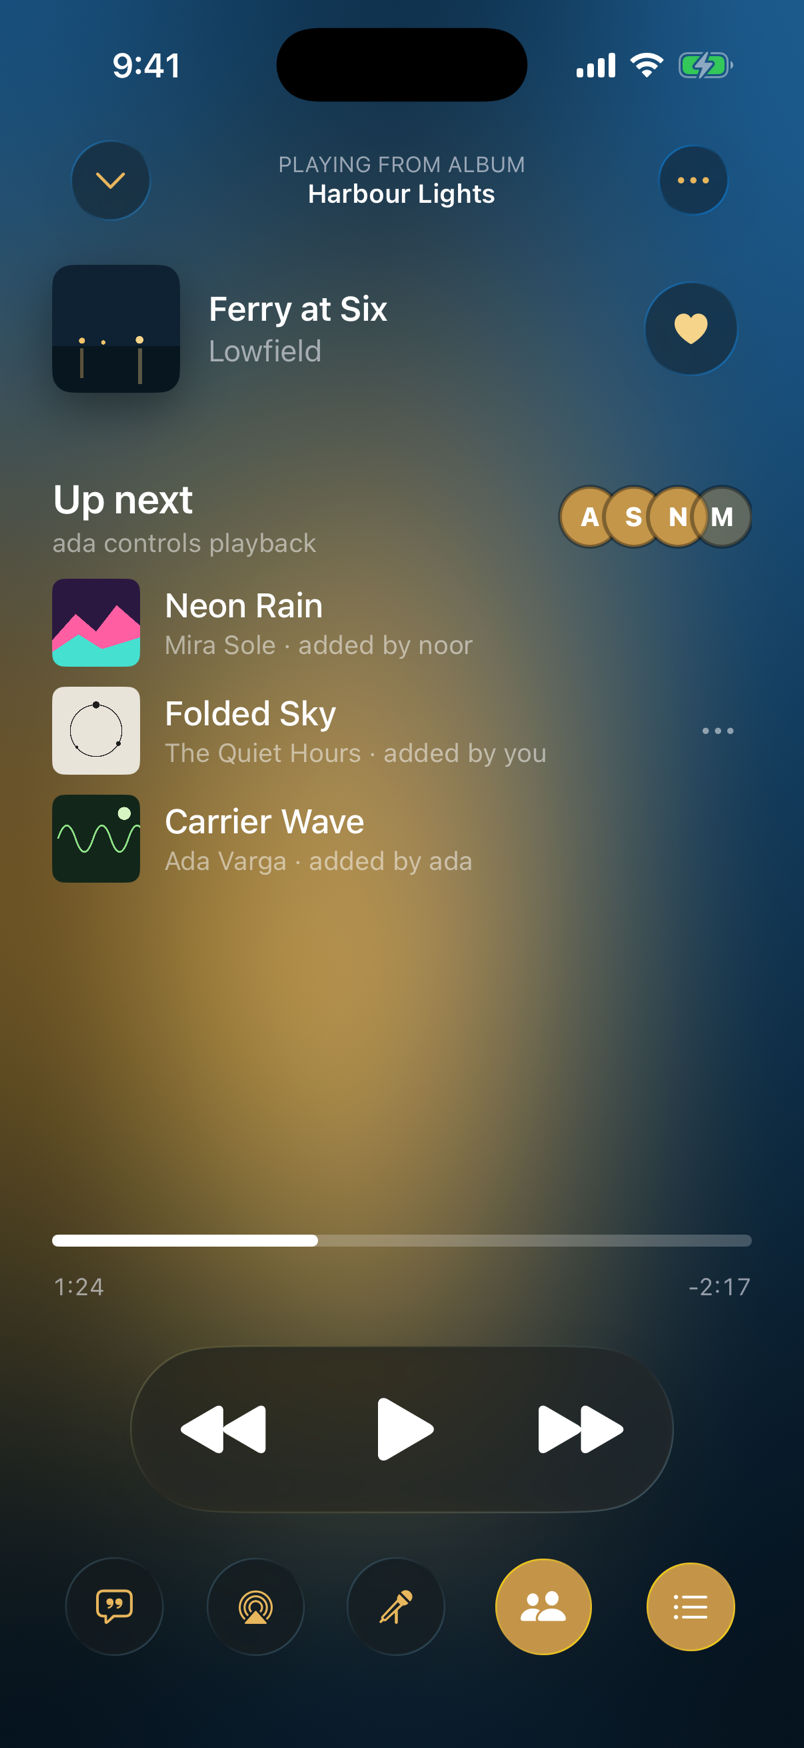 9:41
PLAYING FROM ALBUM
Harbour Lights
Ferry at Six
Lowfield
Up next
A S N M
ada controls playback
Neon Rain
Mira Sole · added by noor
Folded Sky
The Quiet Hours · added by you
Carrier Wave
Ada Varga · added by ada
1:24
-2:17